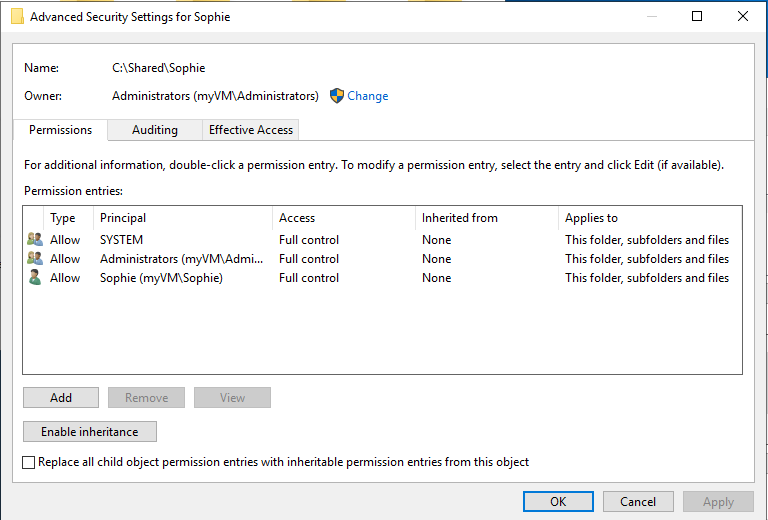 Advanced Security Settings for Sophie
Name: C:\Shared\Sophie
Owner: Administrators (myVM\Administrators) Change
Permissions Auditing Effective Access
For additional information, double-click a permission entry. To modify a permission entry, select the entry and click Edit (if available).
Permission entries:
Type Principal Access Inherited from Applies to
Allow SYSTEM Full control None This folder, subfolders and files
Allow Administrators (myVM\Admi... Full control None This folder, subfolders and files
Allow Sophie (myVM\Sophie) Full control None This folder, subfolders and files
Add Remove View
Enable inheritance
Replace all child object permission entries with inheritable permission entries from this object
OK Cancel Apply